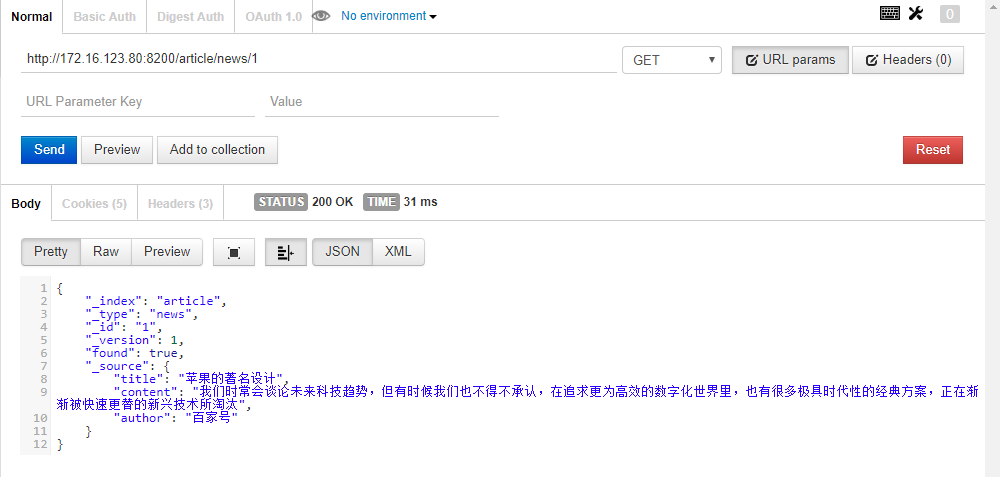 Normal Basic Auth Digest Auth OAuth 1.0 No environment 0
http://172.16.123.80:8200/article/news/1 GET URL params Headers (0)
URL Parameter Key Value
Send Preview Add to collection Reset
Body Cookies (5) Headers (3) STATUS 200 OK TIME 31 ms
Pretty Raw Preview JSON XML
1 {
2 "_index": "article",
3 "_type": "news",
4 "_id": "1",
5 "_version": 1,
6 "found": true,
7 "_source": {
8 "title": "苹果的著名设计",
9 "content": "我们时常会谈论未来科技趋势，但有时候我们也不得不承认，在追求更为高效的数字化世界里，也有很多极具时代性的经典方案，正在渐
渐被快速更替的新兴技术所淘汰",
10 "author": "百家号"
11 }
12 }